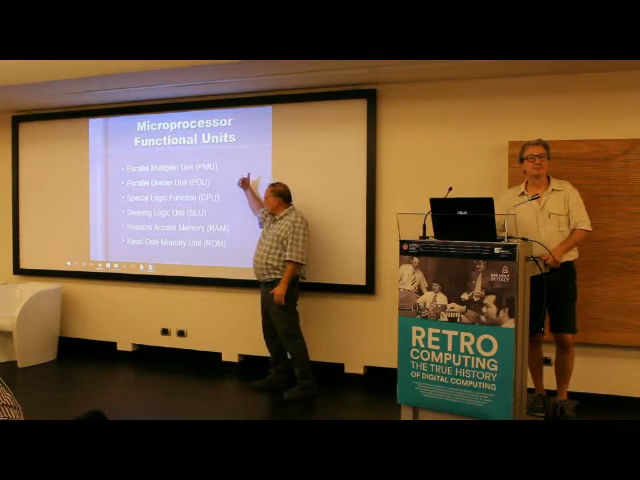 Microprocessor
Functional Units
• Parallel Multiplier Unit (PMU)
• Parallel Divider Unit (PDU)
• Special Logic Function (CPU)
• Steering Logic Unit (SLU)
• Random Access Memory (RAM)
• Read-Only Memory Unit (ROM)
ASUS
RETRO
COMPUTING
THE TRUE HISTORY
OF DIGITAL COMPUTING